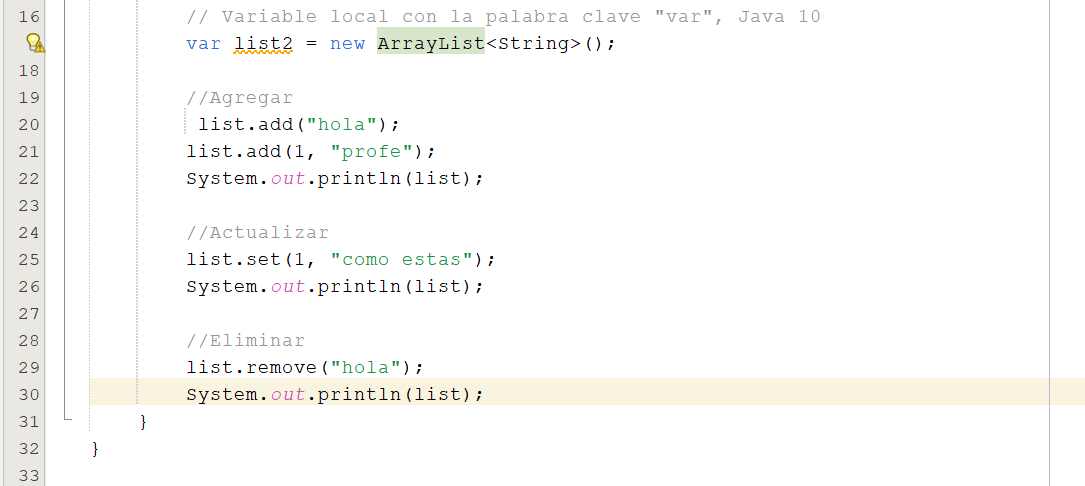 16 // Variable local con la palabra clave "var", Java 10
var list2 = new ArrayList<String>();
18
19 //Agregar
20 list.add("hola");
21 list.add(1, "profe");
22 System.out.println(list);
23
24 //Actualizar
25 list.set(1, "como estas");
26 System.out.println(list);
27
28 //Eliminar
29 list.remove("hola");
30 System.out.println(list);
31 }
32 }
33